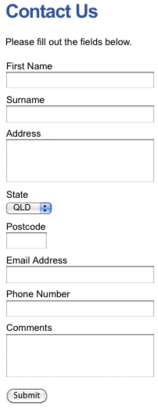 Contact Us
Please fill out the fields below.
First Name
Surname
Address
State
QLD
Postcode
Email Address
Phone Number
Comments
Submit